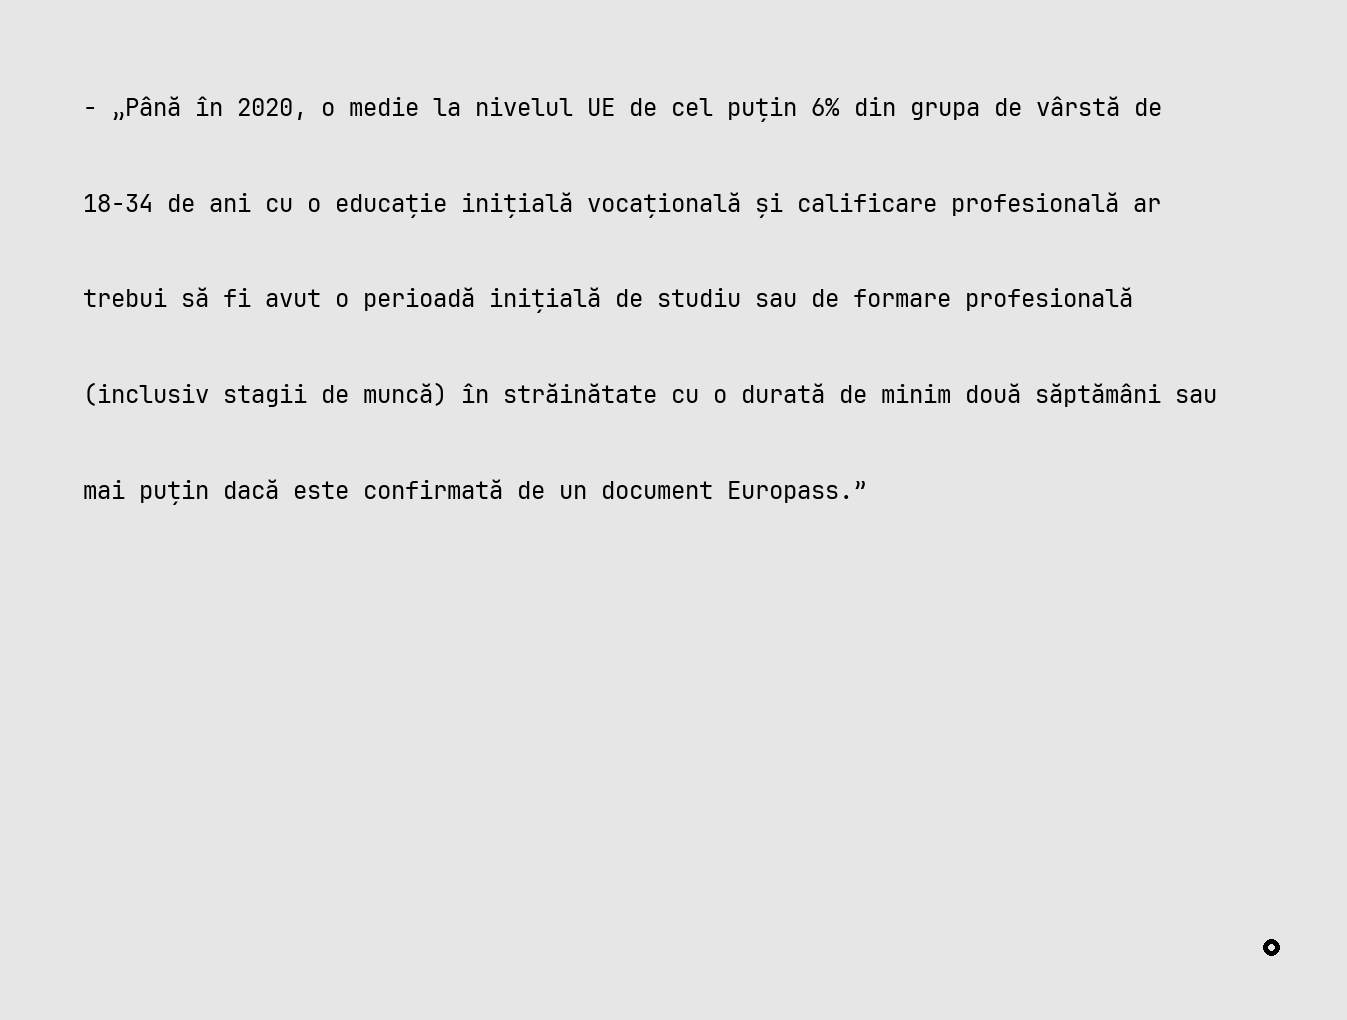 - „Până în 2020, o medie la nivelul UE de cel puțin 6% din grupa de vârstă de
18-34 de ani cu o educație inițială vocațională și calificare profesională ar
trebui să fi avut o perioadă inițială de studiu sau de formare profesională
(inclusiv stagii de muncă) în străinătate cu o durată de minim două săptămâni sau
mai puțin dacă este confirmată de un document Europass.”